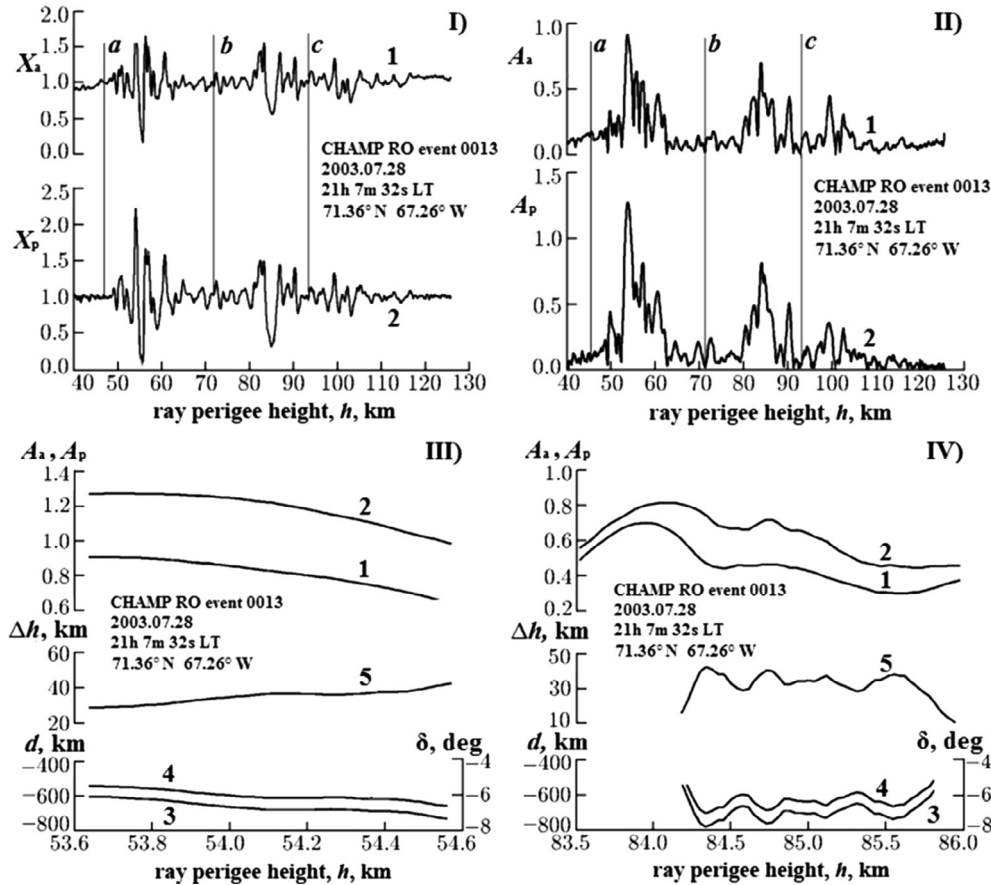 I)
2.0
1.5
1.0
0.5
0.0
Xa
a
b
c
1
CHAMP RO event 0013
2003.07.28
21h 7m 32s LT
71.36° N 67.26° W
2.5
2.0
1.5
1.0
0.5
0.0
Xp
2
40 50 60 70 80 90 100 110 120 130
ray perigee height, h, km
II)
1.0
0.5
0.0
Aa
a
b
c
1
CHAMP RO event 0013
2003.07.28
21h 7m 32s LT
71.36° N 67.26° W
1.5
1.0
0.5
0.0
Ap
2
40 50 60 70 80 90 100 110 120 130
ray perigee height, h, km
III)
Aa , Ap
1.4
1.2
1.0
0.8
0.6
2
1
CHAMP RO event 0013
2003.07.28
21h 7m 32s LT
71.36° N 67.26° W
Δh, km
60
40
20
5
d, km
δ, deg
−400
−600
−800
−4
−6
−8
4
3
53.6 53.8 54.0 54.2 54.4 54.6
ray perigee height, h, km
IV)
Aa , Ap
1.0
0.8
0.6
0.4
0.2
2
1
CHAMP RO event 0013
2003.07.28
21h 7m 32s LT
71.36° N 67.26° W
Δh, km
50
30
10
5
d, km
δ, deg
−400
−600
−800
−4
−6
−8
4
3
83.5 84.0 84.5 85.0 85.5 86.0
ray perigee height, h, km